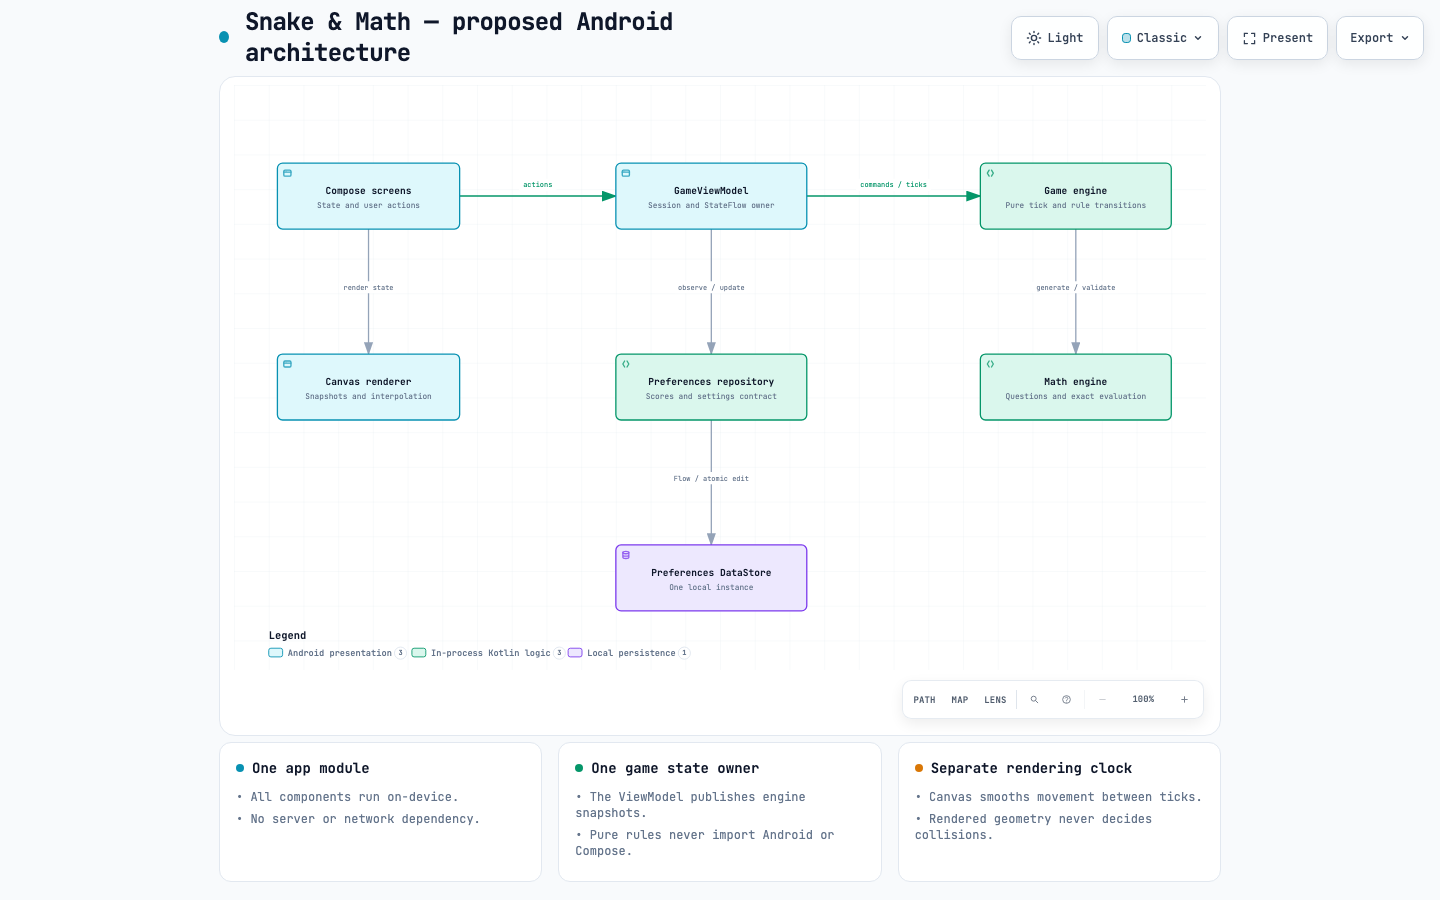 Snake & Math — proposed Android
architecture
Light
Classic
Present
Export
Compose screens
State and user actions
actions
GameViewModel
Session and StateFlow owner
commands / ticks
Game engine
Pure tick and rule transitions
render state
observe / update
generate / validate
Canvas renderer
Snapshots and interpolation
Preferences repository
Scores and settings contract
Math engine
Questions and exact evaluation
Flow / atomic edit
Preferences DataStore
One local instance
Legend
Android presentation 3 In-process Kotlin logic 3 Local persistence 1
PATH MAP LENS 100%
One app module
• All components run on-device.
• No server or network dependency.
One game state owner
• The ViewModel publishes engine
snapshots.
• Pure rules never import Android or
Compose.
Separate rendering clock
• Canvas smooths movement between ticks.
• Rendered geometry never decides
collisions.